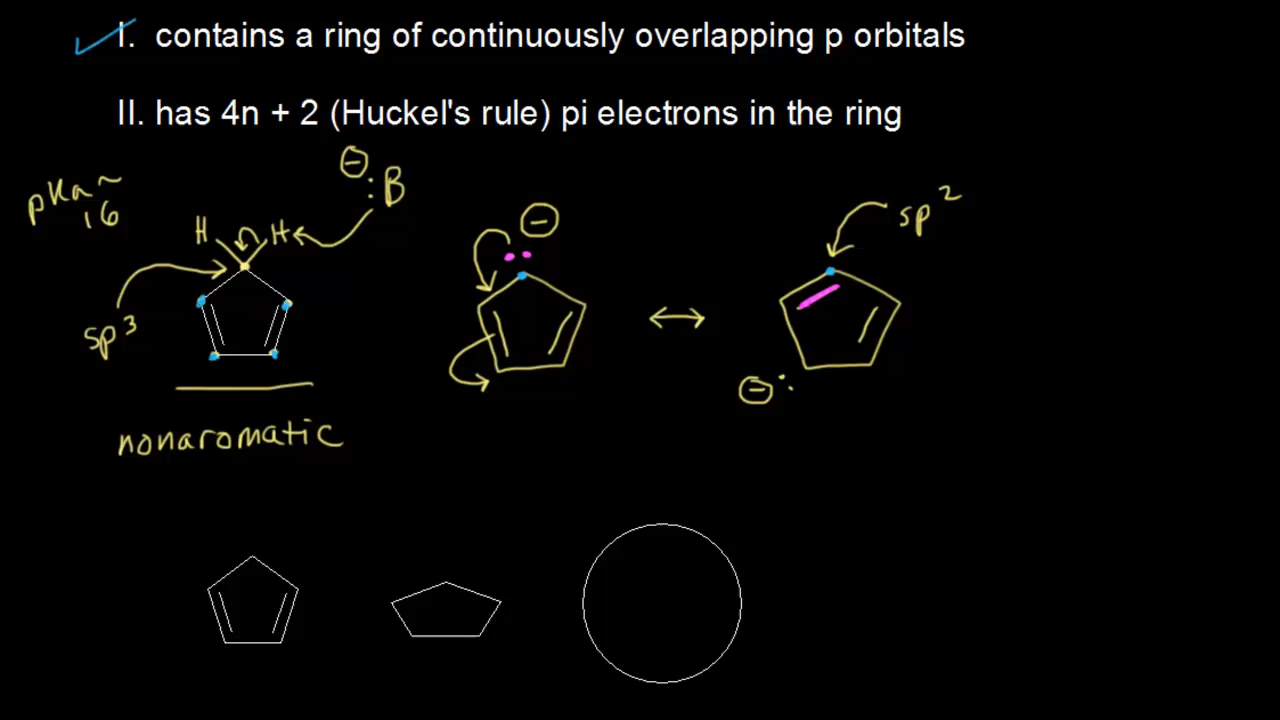 I. contains a ring of continuously overlapping p orbitals
II. has 4n + 2 (Huckel's rule) pi electrons in the ring
pKa ~ 16
⊖ :B
H H
sp³
nonaromatic
⊖
sp²
⊖: